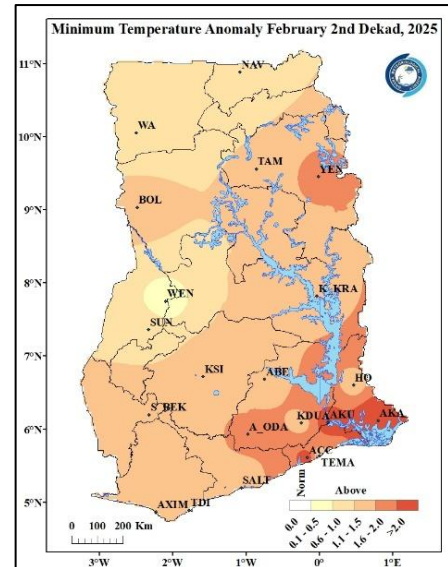 Minimum Temperature Anomaly February 2nd Dekad, 2025
11°N
NAV
10°N
WA
TAM
YEN
9°N
BOL
8°N
WEN
K_KRA
SUN
7°N
KSI
ABE
HO
S_BEK
KDUA
AKU
AKA
6°N
A_ODA
ACC
TEMA
SALT
5°N
AXIM
TDI
Above
Norm
0.0
0.1 - 0.5
0.6 - 1.0
1.1 - 1.5
1.6 - 2.0
>2.0
0 100 200 Km
3°W 2°W 1°W 0° 1°E